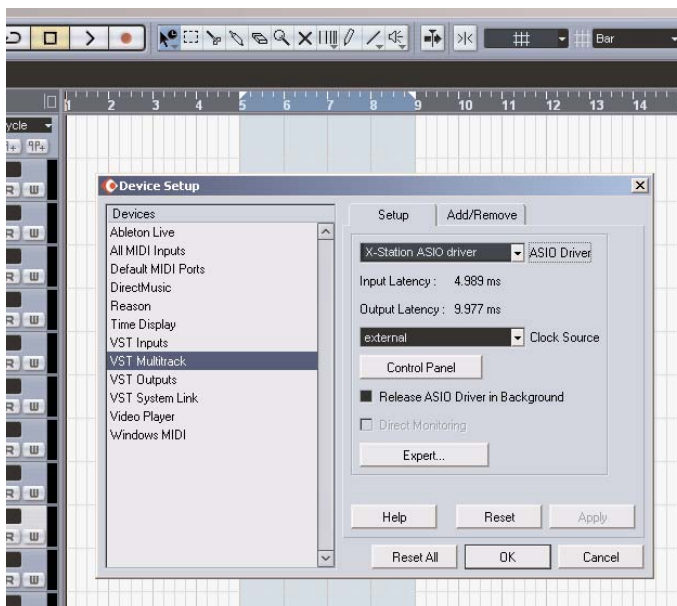 Bar
1 2 3 4 5 6 7 8 9 10 11 12 13 14
ycle
R W
R W
R W
R W
R W
R W
R W
R W
R W
R W
Device Setup
Devices
Ableton Live
All MIDI Inputs
Default MIDI Ports
DirectMusic
Reason
Time Display
VST Inputs
VST Multitrack
VST Outputs
VST System Link
Video Player
Windows MIDI
Setup Add/Remove
X-Station ASIO driver ASIO Driver
Input Latency : 4.989 ms
Output Latency : 9.977 ms
external Clock Source
Control Panel
Release ASIO Driver in Background
Direct Monitoring
Expert...
Help Reset Apply
Reset All OK Cancel